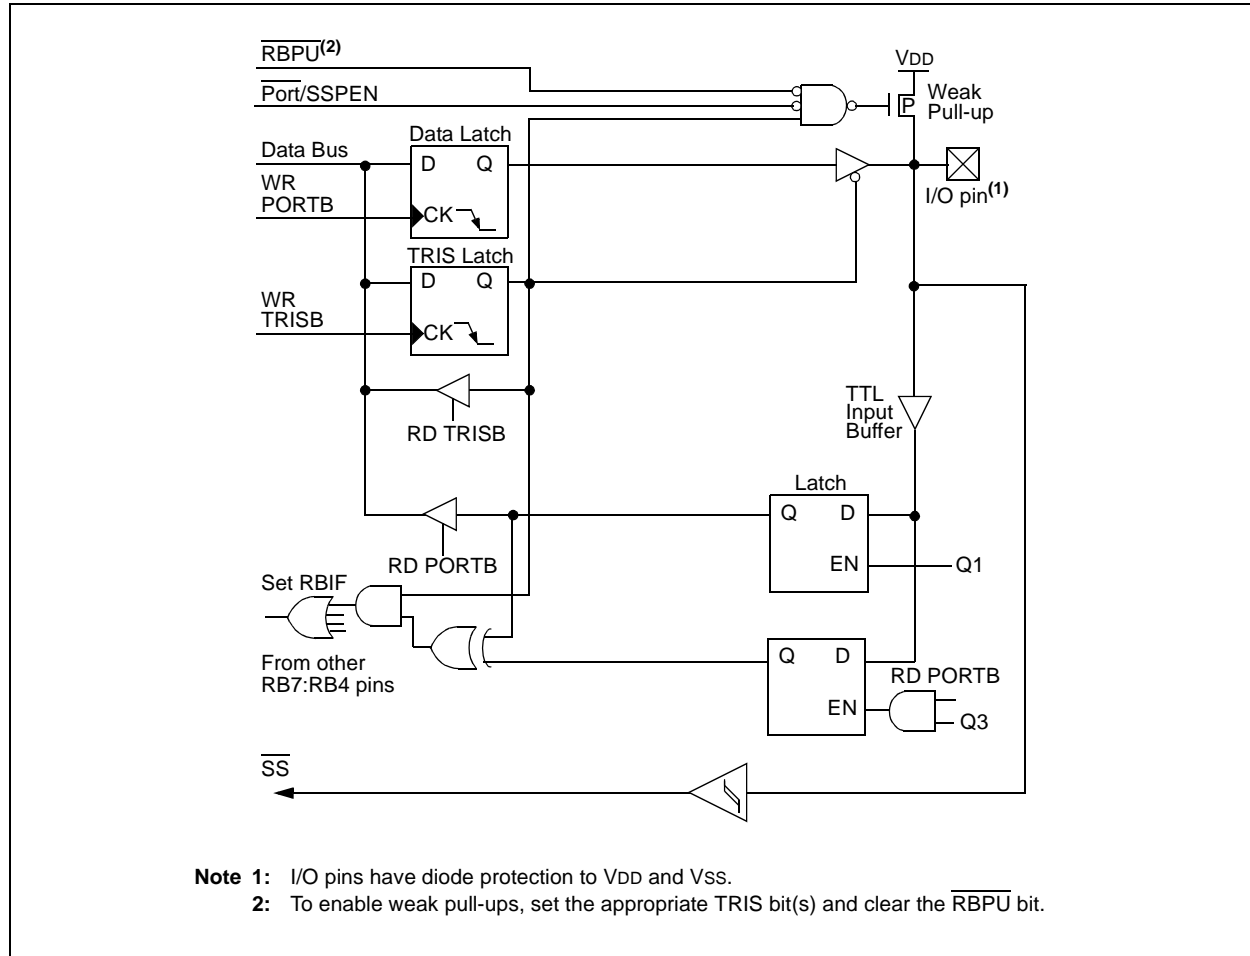 RBPU(2)
VDD
Port/SSPEN
Weak
Pull-up
P
Data Latch
Data Bus
D Q
WR
PORTB
CK
I/O pin(1)
TRIS Latch
D Q
WR
TRISB
CK
TTL
Input
Buffer
RD TRISB
Latch
Q D
EN
Q1
RD PORTB
Set RBIF
From other
RB7:RB4 pins
Q D
RD PORTB
EN
Q3
SS
Note 1: I/O pins have diode protection to VDD and VSS.
2: To enable weak pull-ups, set the appropriate TRIS bit(s) and clear the RBPU bit.